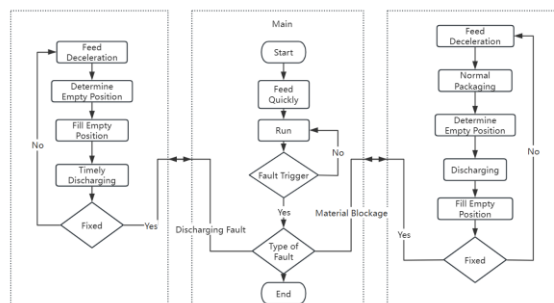 Main
Feed
Deceleration
Determine
Empty Position
Fill Empty
Position
Timely
Discharging
Fixed
No
Yes
Discharging Fault
Start
Feed
Quickly
Run
Fault Trigger
No
Yes
Type of
Fault
End
Material Blockage
Feed
Deceleration
Normal
Packaging
Determine
Empty Position
Discharging
Fill Empty
Position
Fixed
Yes
No